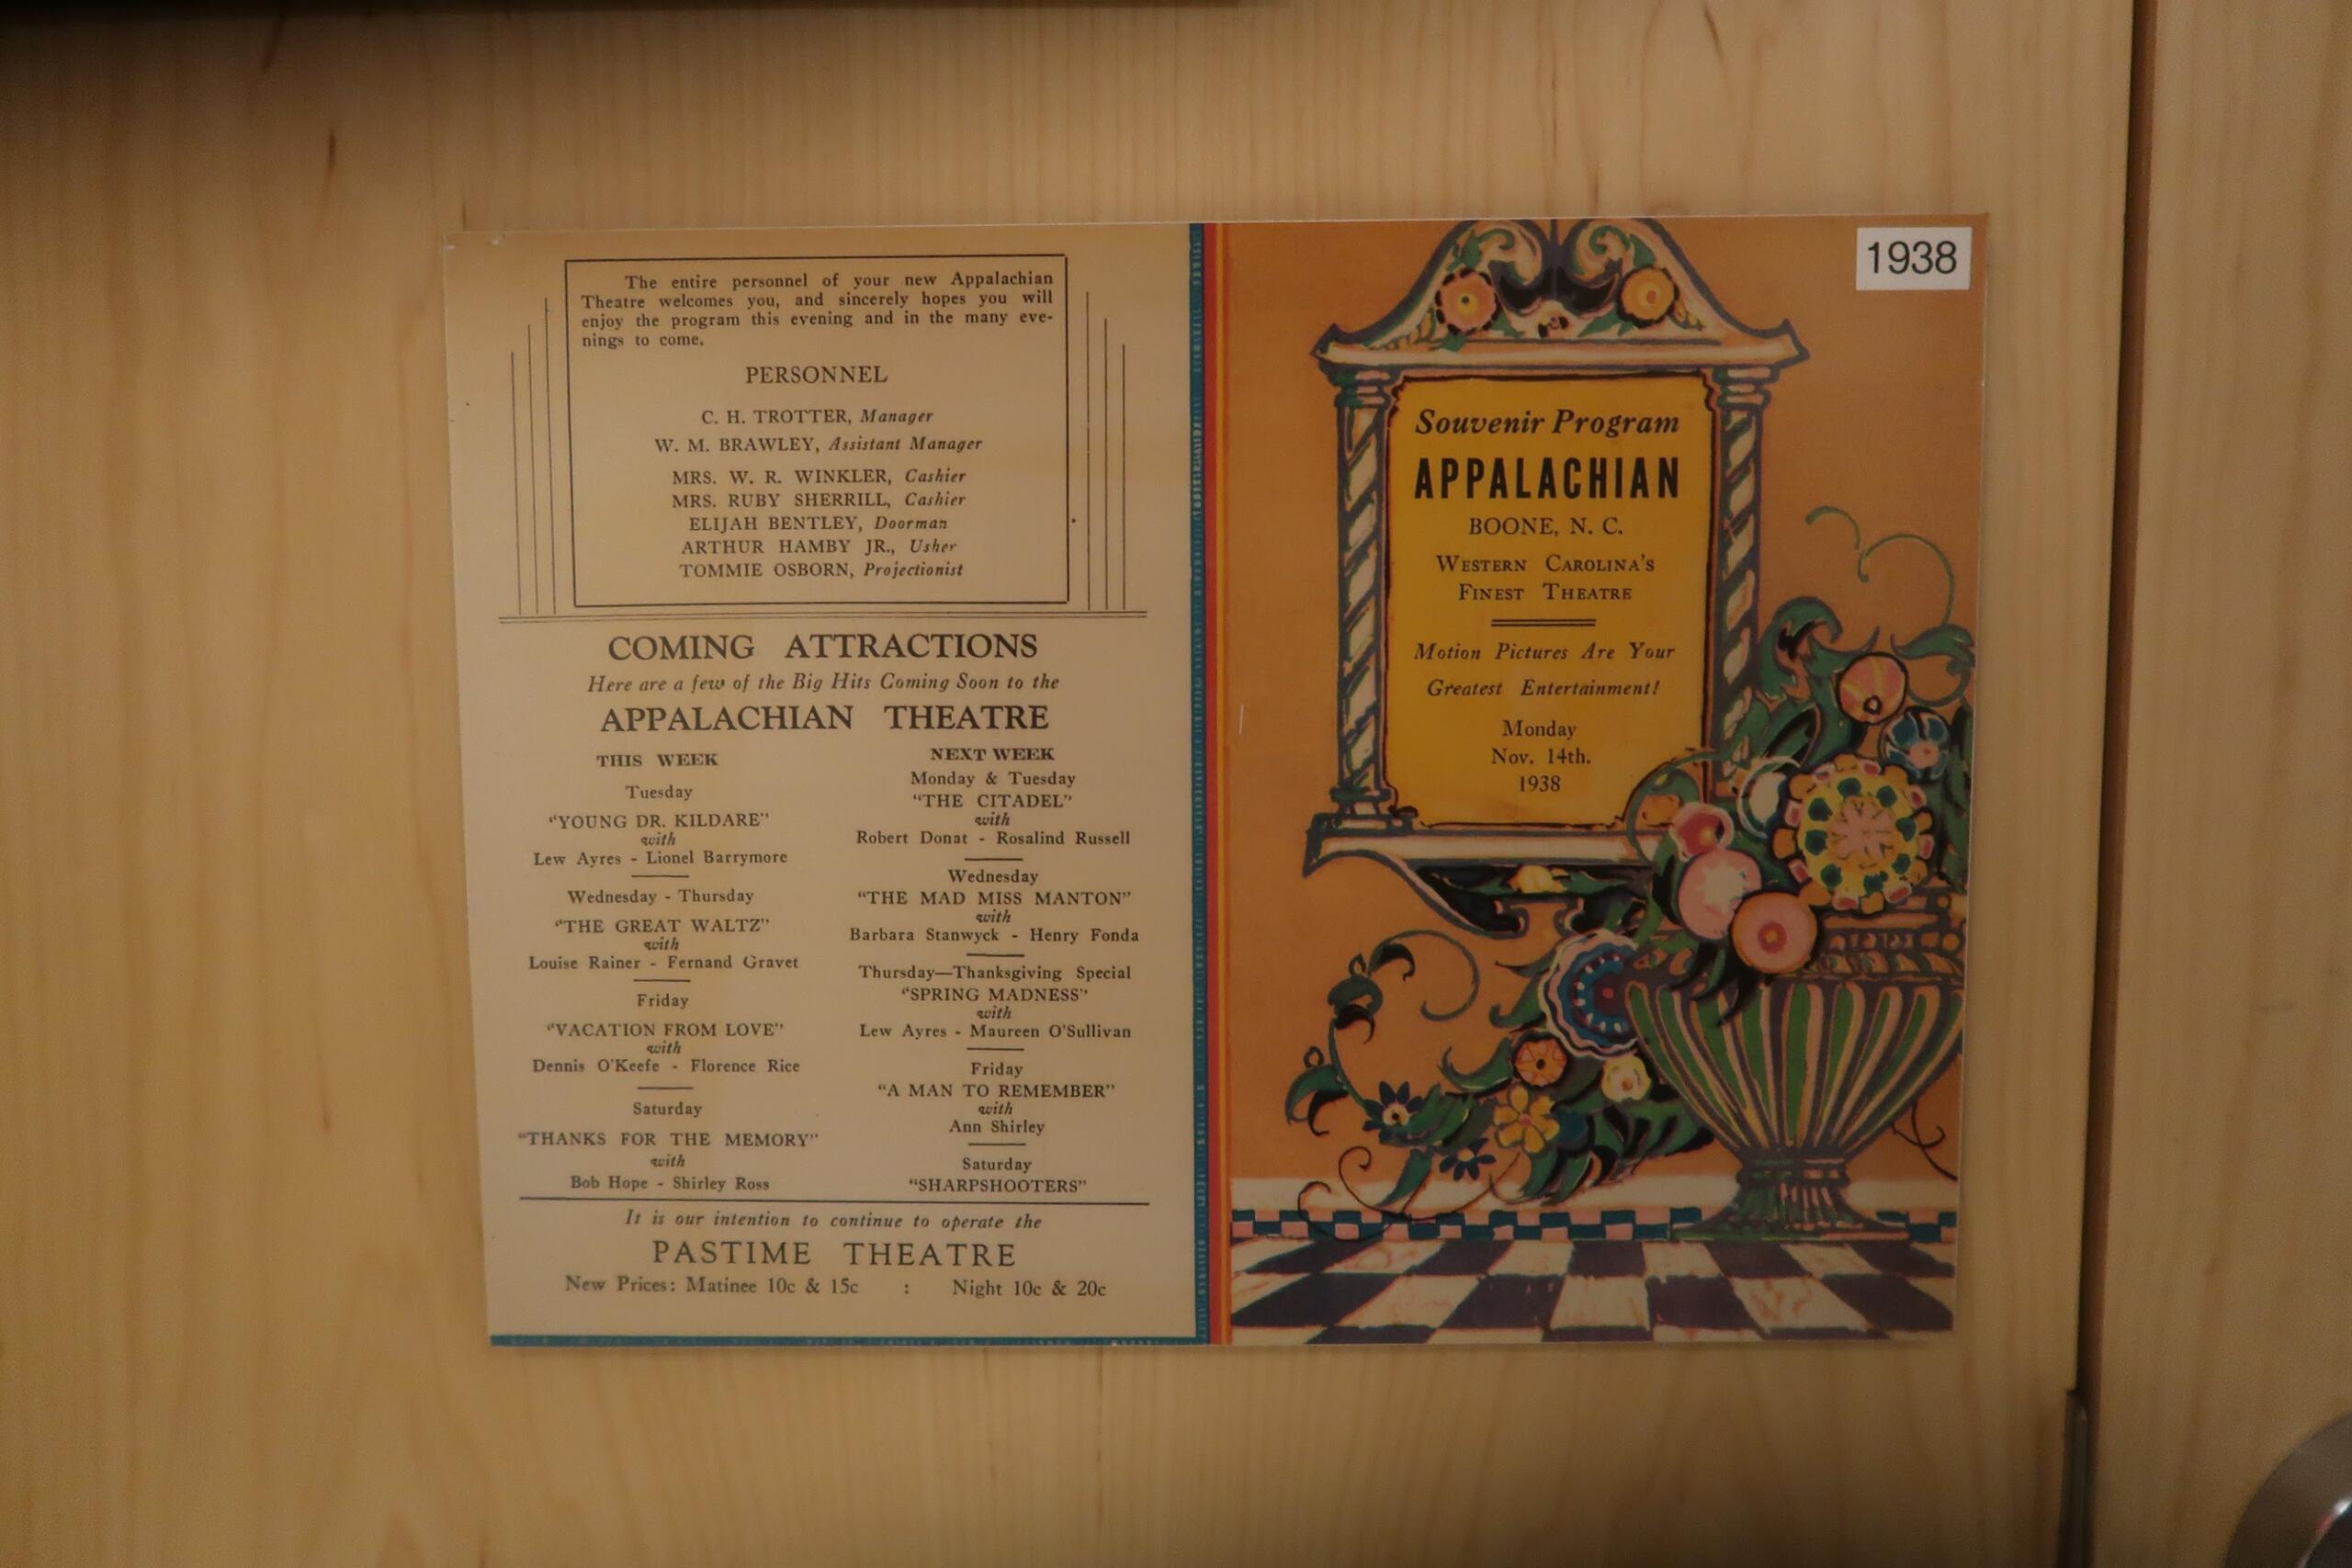 The entire personnel of your new Appalachian
Theatre welcomes you, and sincerely hopes you will
enjoy the program this evening and in the many eve-
nings to come.
PERSONNEL
C. H. TROTTER, Manager
W. M. BRAWLEY, Assistant Manager
MRS. W. R. WINKLER, Cashier
MRS. RUBY SHERRILL, Cashier
ELIJAH BENTLEY, Doorman
ARTHUR HAMBY JR., Usher
TOMMIE OSBORN, Projectionist
COMING ATTRACTIONS
Here are a few of the Big Hits Coming Soon to the
APPALACHIAN THEATRE
THIS WEEK
Tuesday
"YOUNG DR. KILDARE"
with
Lew Ayres - Lionel Barrymore
Wednesday - Thursday
"THE GREAT WALTZ"
with
Louise Rainer - Fernand Gravet
Friday
"VACATION FROM LOVE"
with
Dennis O'Keefe - Florence Rice
Saturday
"THANKS FOR THE MEMORY"
with
Bob Hope - Shirley Ross
NEXT WEEK
Monday & Tuesday
"THE CITADEL"
with
Robert Donat - Rosalind Russell
Wednesday
"THE MAD MISS MANTON"
with
Barbara Stanwyck - Henry Fonda
Thursday—Thanksgiving Special
"SPRING MADNESS"
with
Lew Ayres - Maureen O'Sullivan
Friday
"A MAN TO REMEMBER"
with
Ann Shirley
Saturday
"SHARPSHOOTERS"
It is our intention to continue to operate the
PASTIME THEATRE
New Prices: Matinee 10c & 15c : Night 10c & 20c
1938
Souvenir Program
APPALACHIAN
BOONE, N. C.
WESTERN CAROLINA'S
FINEST THEATRE
Motion Pictures Are Your
Greatest Entertainment!
Monday
Nov. 14th.
1938